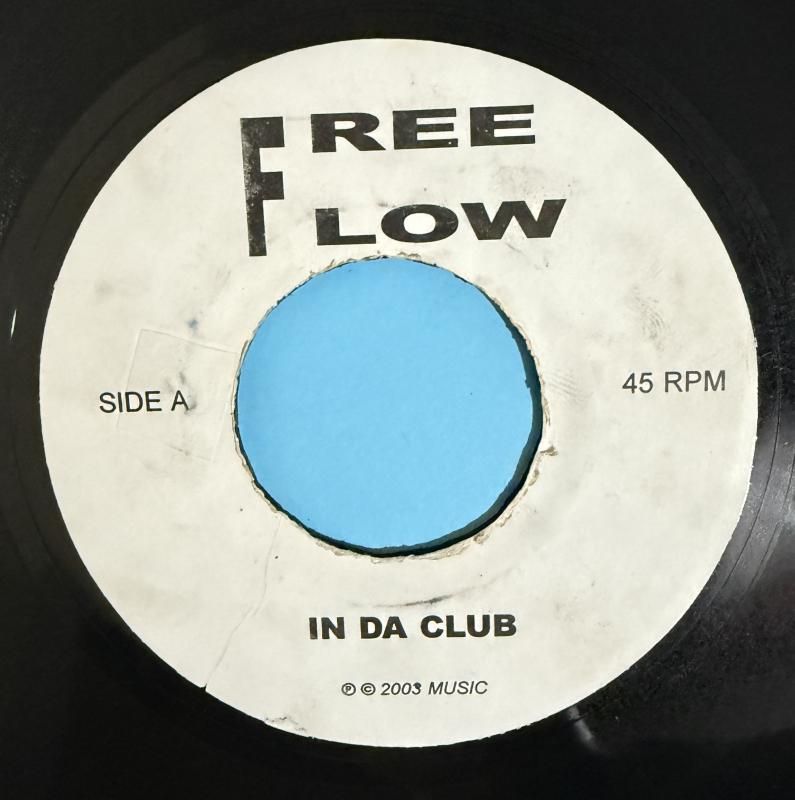 FREE
FLOW
SIDE A
45 RPM
IN DA CLUB
℗ © 2003 MUSIC